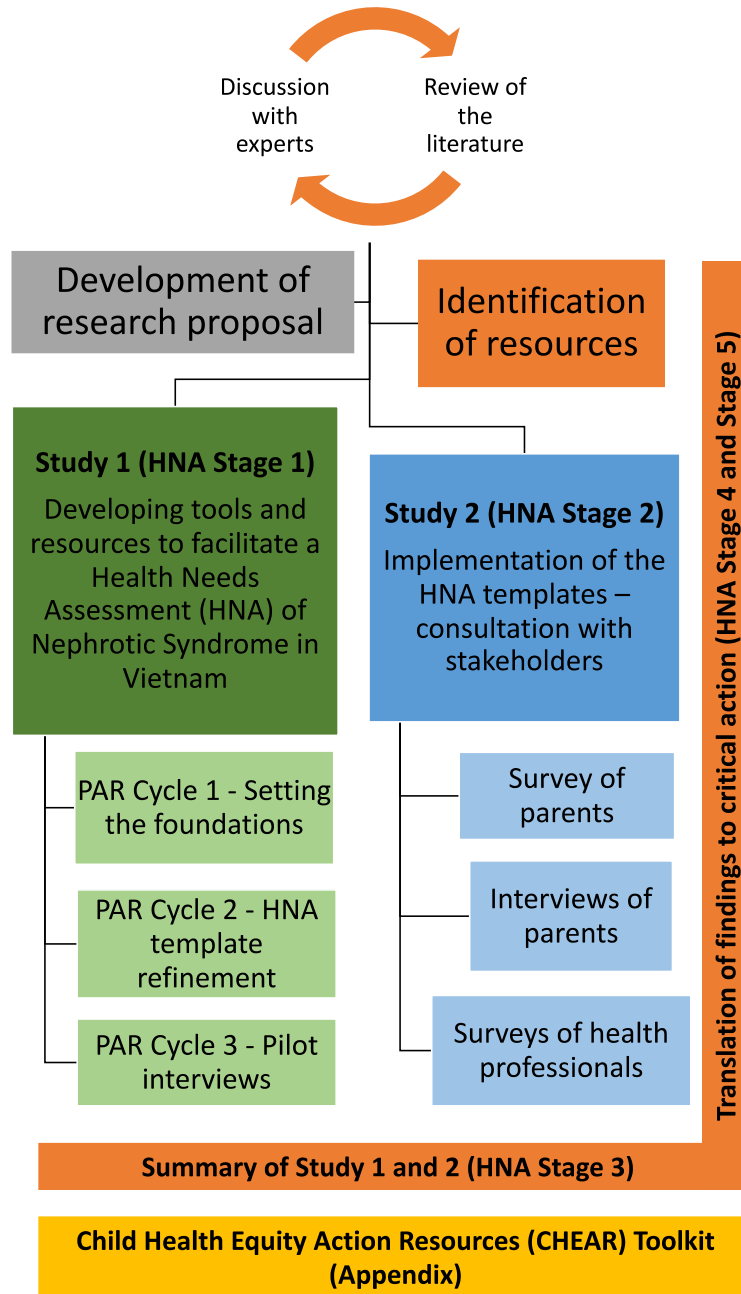 Discussion
with
experts
Review of
the
literature
Development of
research proposal
Identification
of resources
Study 1 (HNA Stage 1)
Developing tools and
resources to facilitate a
Health Needs
Assessment (HNA) of
Nephrotic Syndrome in
Vietnam
Study 2 (HNA Stage 2)
Implementation of the
HNA templates –
consultation with
stakeholders
PAR Cycle 1 - Setting
the foundations
PAR Cycle 2 - HNA
template
refinement
PAR Cycle 3 - Pilot
interviews
Survey of
parents
Interviews of
parents
Surveys of health
professionals
Translation of findings to critical action (HNA Stage 4 and Stage 5)
Summary of Study 1 and 2 (HNA Stage 3)
Child Health Equity Action Resources (CHEAR) Toolkit
(Appendix)